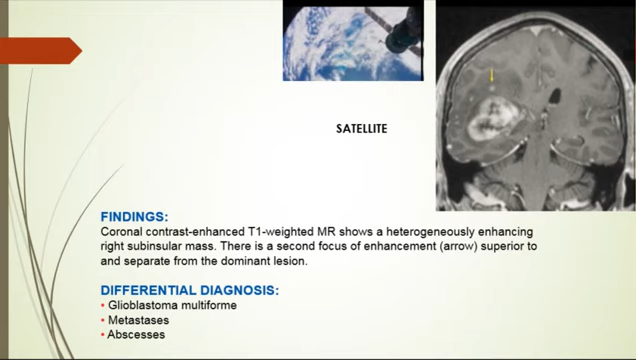 SATELLITE
FINDINGS:
Coronal contrast-enhanced T1-weighted MR shows a heterogeneously enhancing
right subinsular mass. There is a second focus of enhancement (arrow) superior to
and separate from the dominant lesion.
DIFFERENTIAL DIAGNOSIS:
• Glioblastoma multiforme
• Metastases
• Abscesses